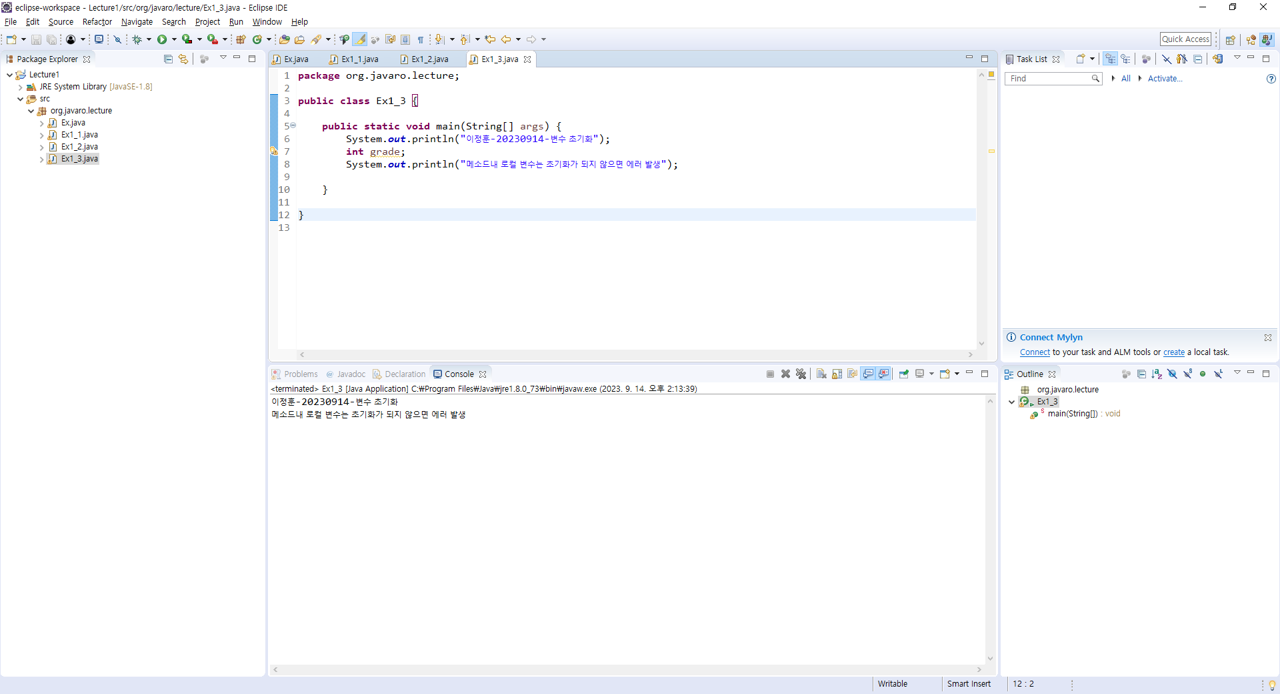 eclipse-workspace - Lecture1/src/org/javaro/lecture/Ex1_3.java - Eclipse IDE
File Edit Source Refactor Navigate Search Project Run Window Help
Quick Access
Package Explorer
Lecture1
JRE System Library [JavaSE-1.8]
src
org.javaro.lecture
Ex.java
Ex1_1.java
Ex1_2.java
Ex1_3.java
Ex.java Ex1_1.java Ex1_2.java Ex1_3.java
1 package org.javaro.lecture;
2
3 public class Ex1_3 {
4
5 public static void main(String[] args) {
6 System.out.println("이정훈-20230914-변수 초기화");
7 int grade;
8 System.out.println("메소드내 로컬 변수는 초기화가 되지 않으면 에러 발생");
9
10 }
11
12 }
13
Problems Javadoc Declaration Console
<terminated> Ex1_3 [Java Application] C:₩Program Files₩Java₩jre1.8.0_73₩bin₩javaw.exe (2023. 9. 14. 오후 2:13:39)
이정훈-20230914-변수 초기화
메소드내 로컬 변수는 초기화가 되지 않으면 에러 발생
Task List
Find All Activate...
Connect Mylyn
Connect to your task and ALM tools or create a local task.
Outline
org.javaro.lecture
Ex1_3
main(String[]) : void
Writable Smart Insert 12 : 2